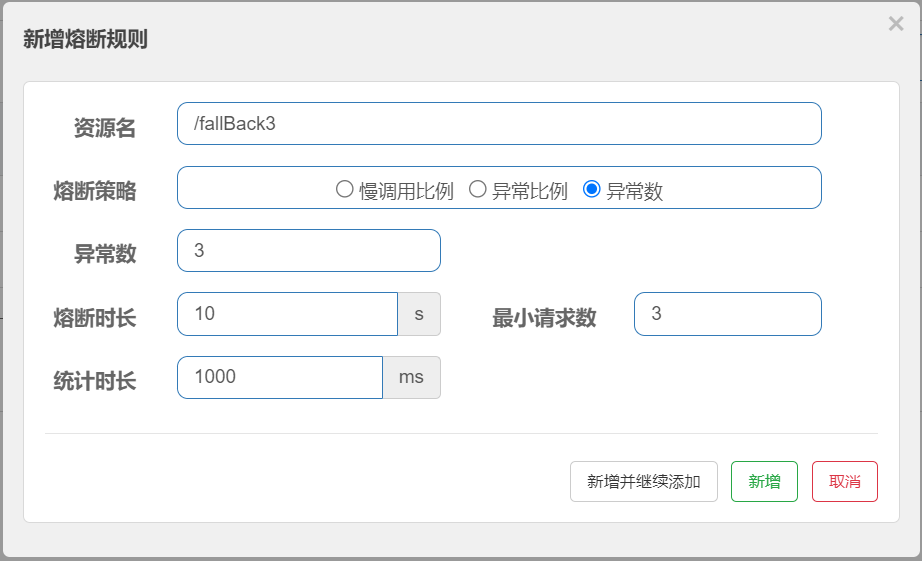 新增熔断规则
×
资源名 /fallBack3
熔断策略 慢调用比例 异常比例 异常数
异常数 3
熔断时长 10 s 最小请求数 3
统计时长 1000 ms
新增并继续添加 新增 取消